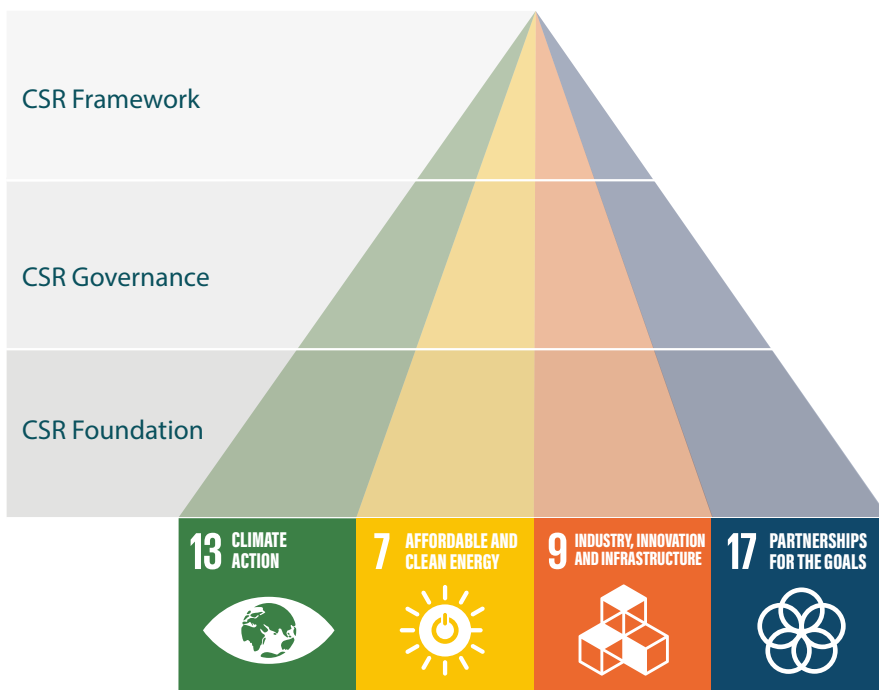 CSR Framework
CSR Governance
CSR Foundation
13 CLIMATE
ACTION
7 AFFORDABLE AND
CLEAN ENERGY
9 INDUSTRY, INNOVATION
AND INFRASTRUCTURE
17 PARTNERSHIPS
FOR THE GOALS